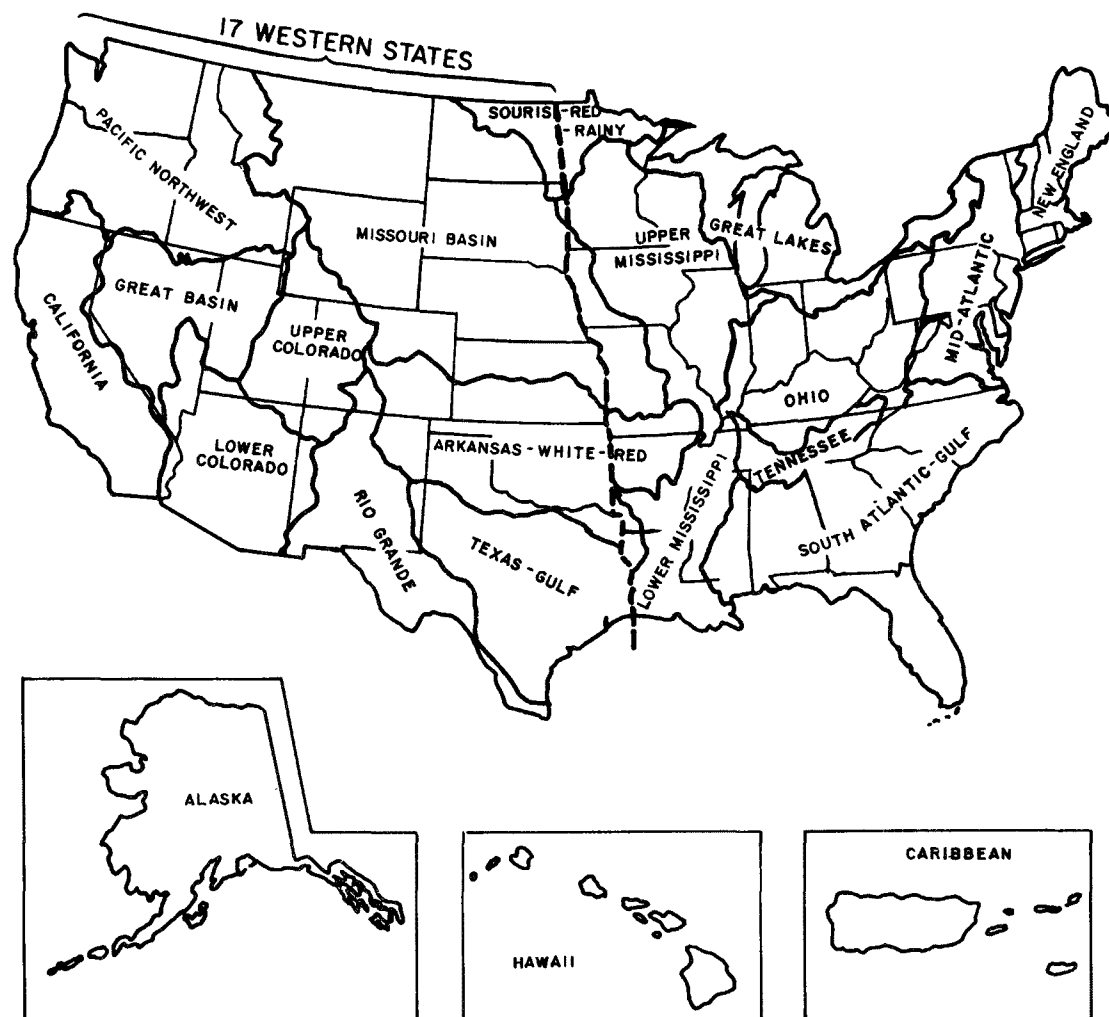 17 WESTERN STATES
SOURIS-RED
-RAINY
PACIFIC NORTHWEST
NEW ENGLAND
MISSOURI BASIN
UPPER
MISSISSIPPI
GREAT LAKES
GREAT BASIN
MID-ATLANTIC
CALIFORNIA
UPPER
COLORADO
OHIO
LOWER
COLORADO
ARKANSAS-WHITE-RED
TENNESSEE
RIO GRANDE
TEXAS-GULF
LOWER MISSISSIPPI
SOUTH ATLANTIC-GULF
ALASKA
HAWAII
CARIBBEAN